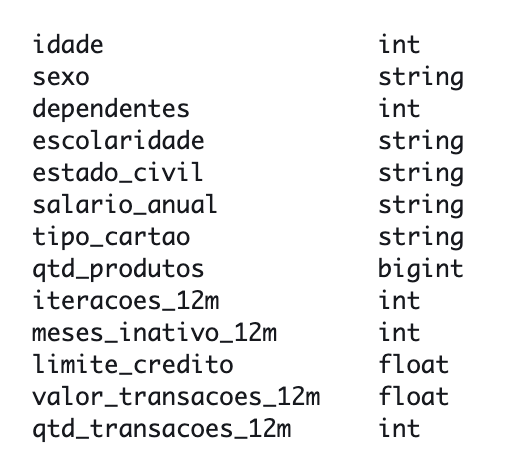 idade int
sexo string
dependentes int
escolaridade string
estado_civil string
salario_anual string
tipo_cartao string
qtd_produtos bigint
iteracoes_12m int
meses_inativo_12m int
limite_credito float
valor_transacoes_12m float
qtd_transacoes_12m int